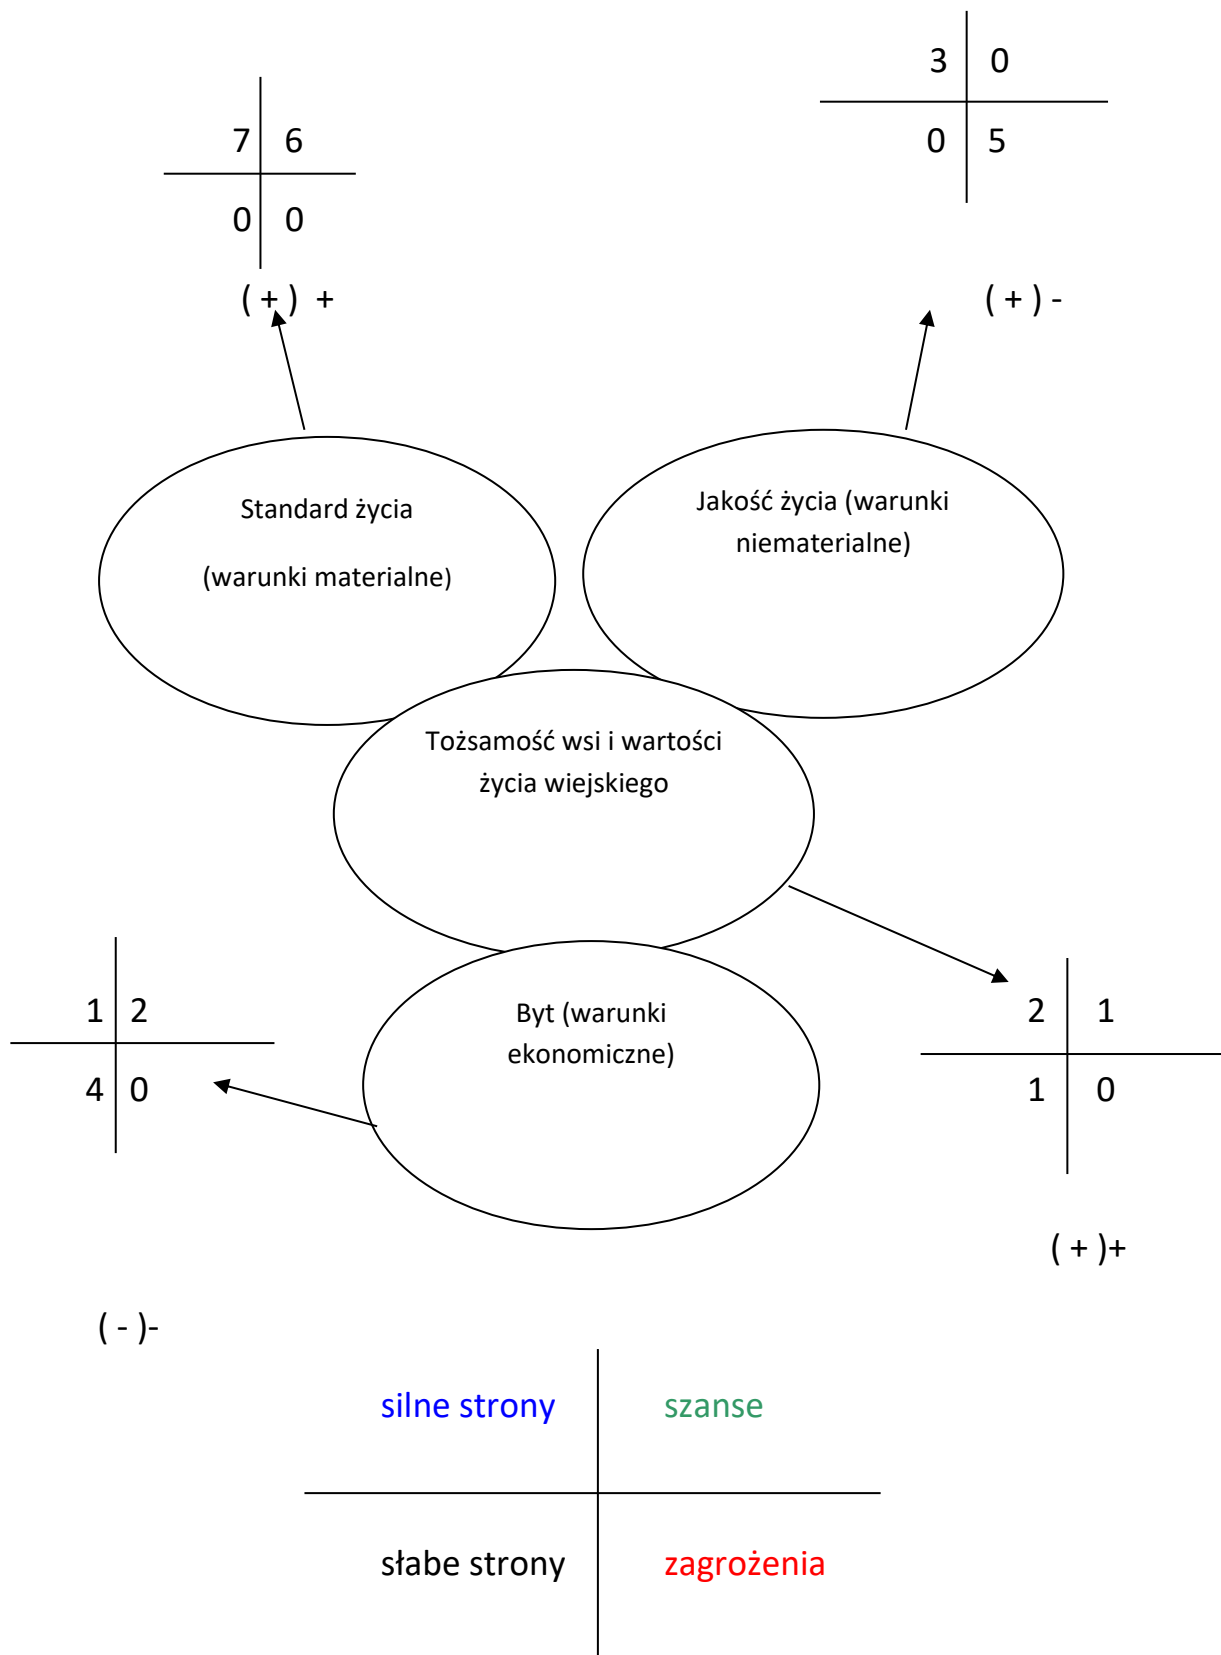 3 0
0 5
7 6
0 0
( + ) +
( + ) -
Standard życia
(warunki materialne)
Jakość życia (warunki
niematerialne)
Tożsamość wsi i wartości
życia wiejskiego
1 2
4 0
Byt (warunki
ekonomiczne)
2 1
1 0
( + )+
( - )-
silne strony szanse
słabe strony zagrożenia